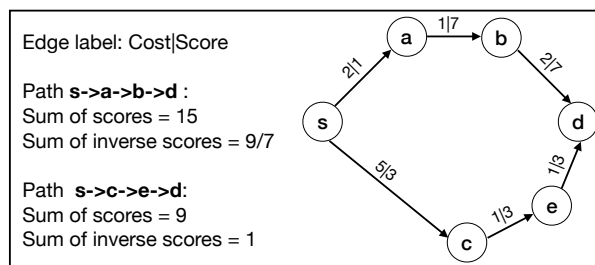 Edge label: Cost|Score
Path s->a->b->d :
Sum of scores = 15
Sum of inverse scores = 9/7
Path s->c->e->d:
Sum of scores = 9
Sum of inverse scores = 1
a
1|7
b
2|1
2|7
s
d
5|3
1|3
e
1|3
c